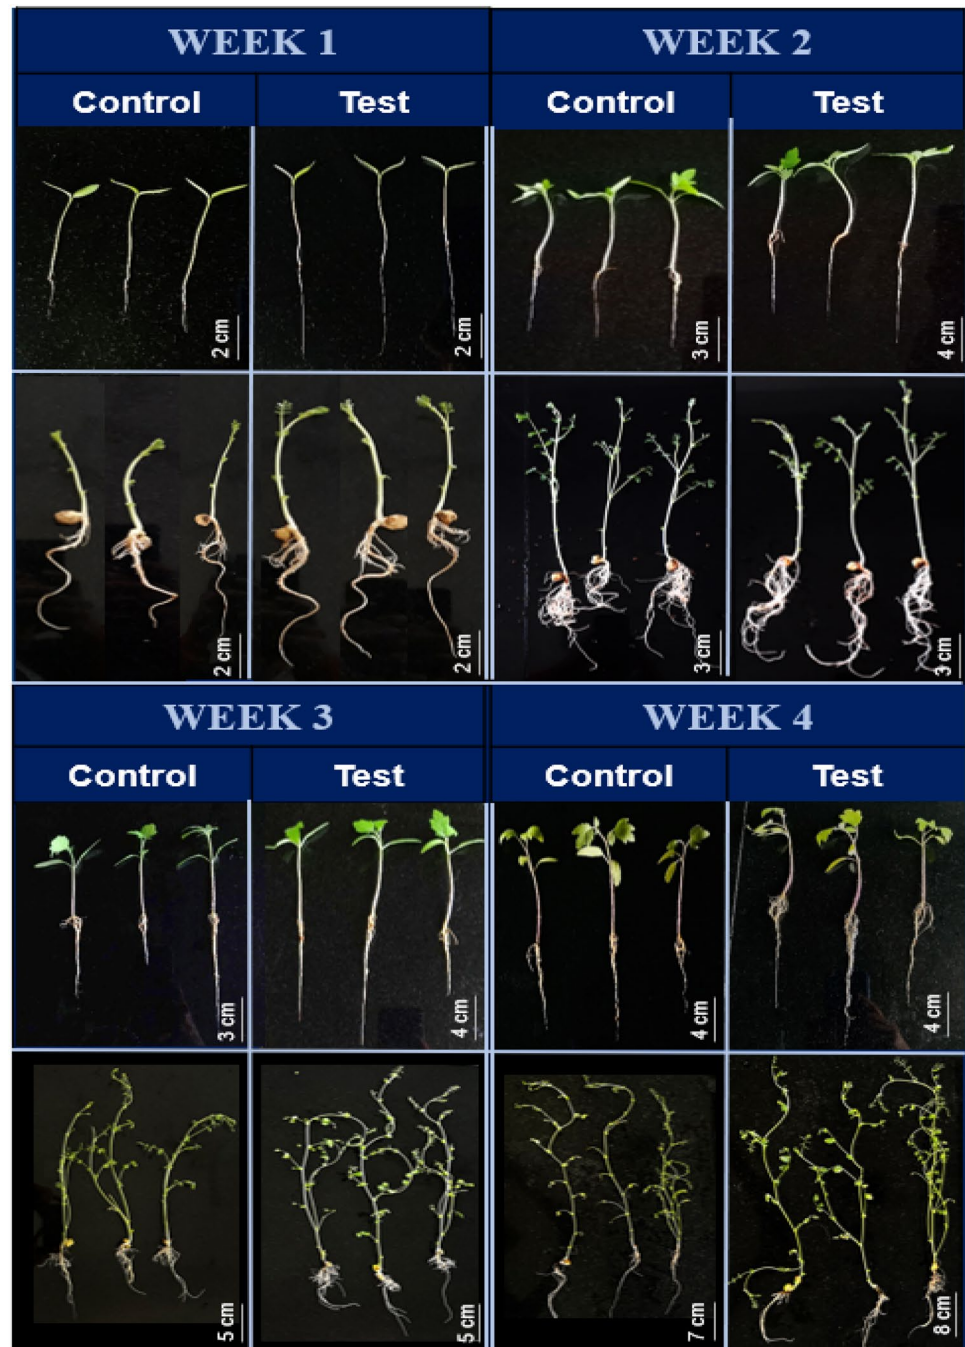 WEEK 1 WEEK 2
Control Test Control Test
2 cm 2 cm 3 cm 4 cm
2 cm 2 cm 3 cm 3 cm
WEEK 3 WEEK 4
Control Test Control Test
3 cm 4 cm 4 cm 4 cm
5 cm 5 cm 7 cm 8 cm